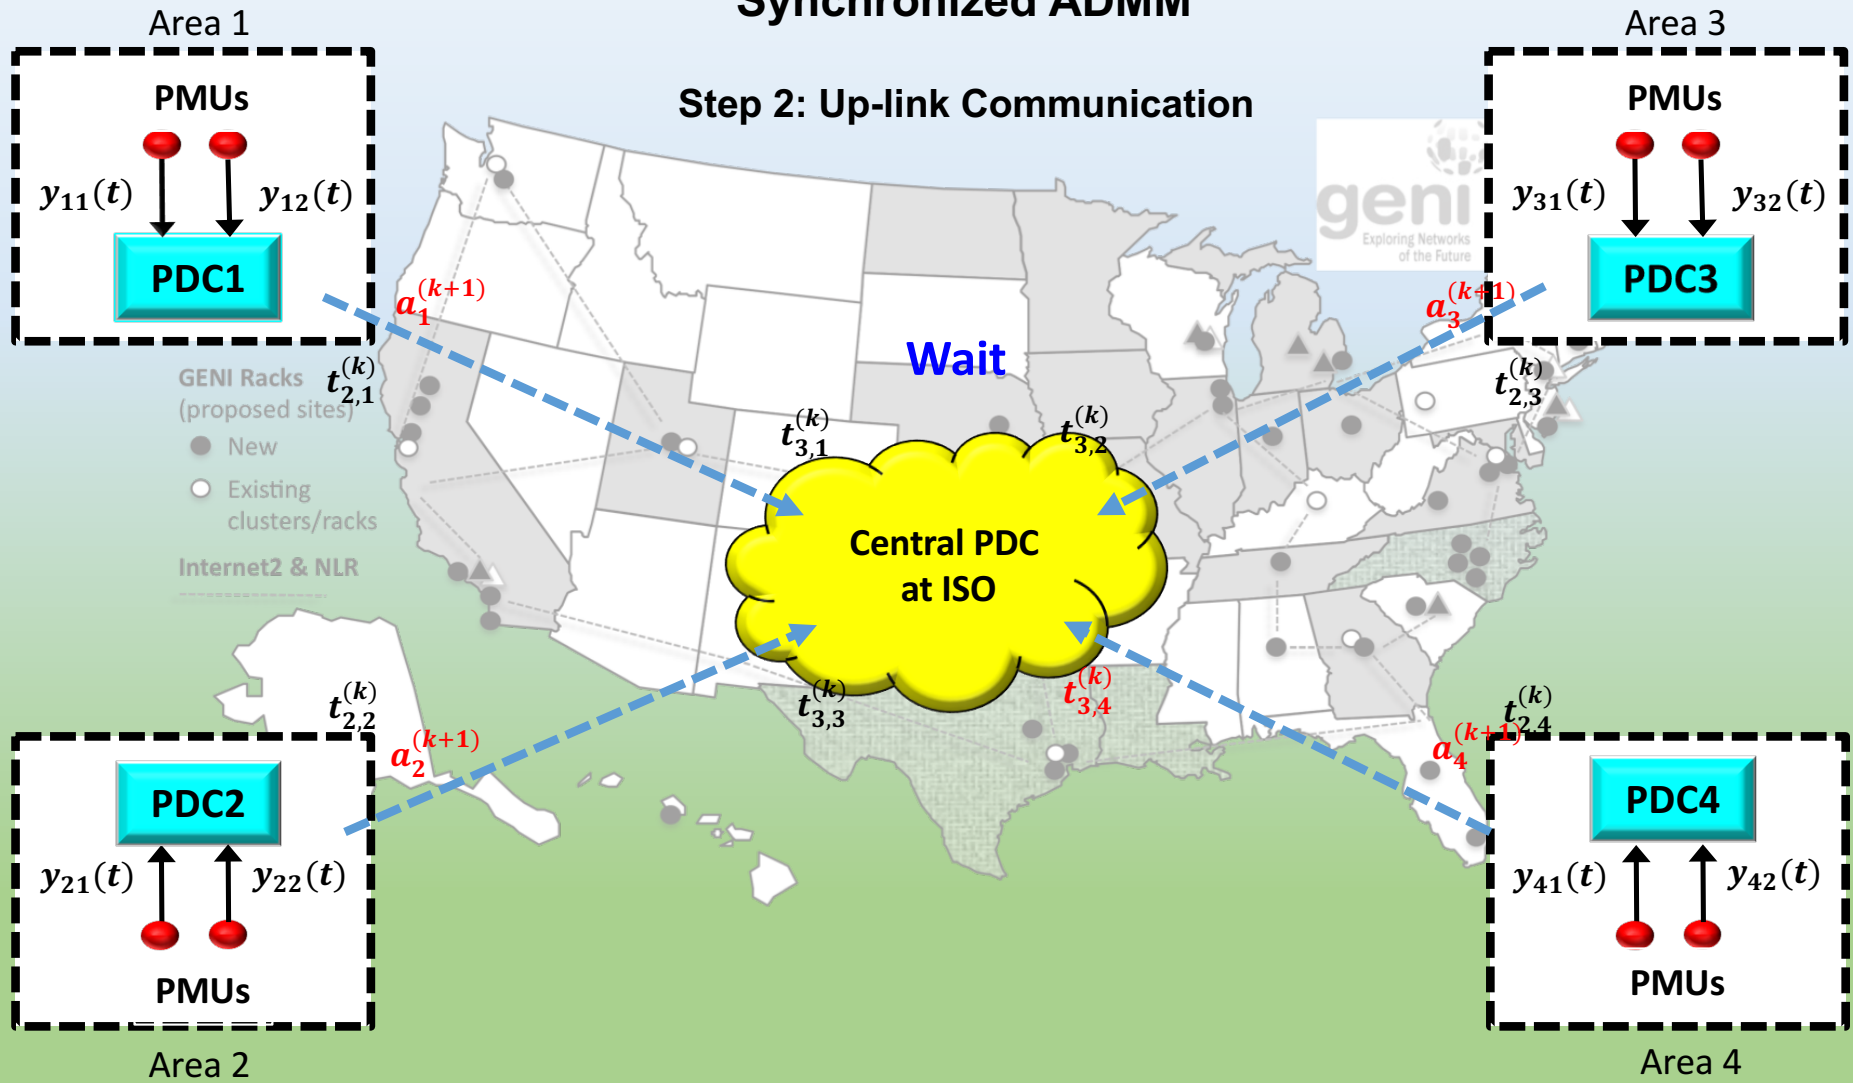 Synchronized ADMM
Area 1
Area 3
Step 2: Up-link Communication
PMUs
PMUs
y₁₁(t)
y₁₂(t)
y₃₁(t)
y₃₂(t)
PDC1
PDC3
geni
Exploring Networks
of the Future
a₁^(k+1)
a₃^(k+1)
Wait
t₂,₁^(k)
t₂,₃^(k)
GENI Racks
(proposed sites)
New
Existing
clusters/racks
Internet2 & NLR
t₃,₁^(k)
t₃,₂^(k)
Central PDC
at ISO
t₃,₃^(k)
t₃,₄^(k)
t₂,₂^(k)
t₂,₄^(k)
a₂^(k+1)
a₄^(k+1)
PDC2
PDC4
y₂₁(t)
y₂₂(t)
y₄₁(t)
y₄₂(t)
PMUs
PMUs
Area 2
Area 4